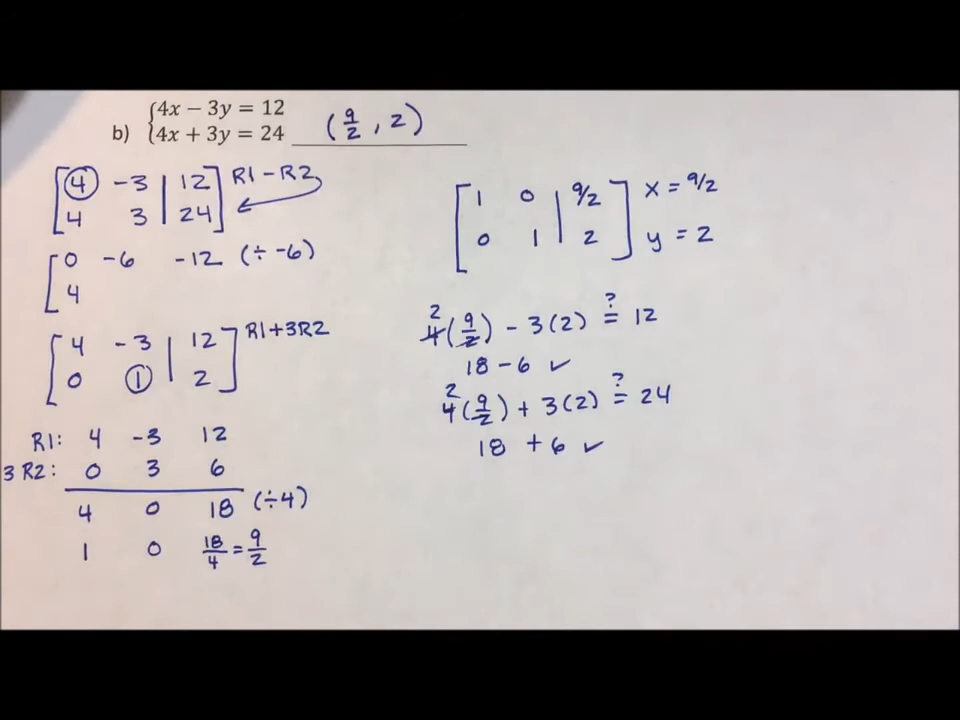 b) {4x − 3y = 12
{4x + 3y = 24
(9/2, 2)
[4 -3 | 12] R1 - R2
[4 3 | 24]
[0 -6 -12 (÷ -6)
[4
[4 -3 | 12] R1+3R2
[0 1 | 2]
R1: 4 -3 12
3 R2: 0 3 6
4 0 18 (÷4)
1 0 18/4 = 9/2
[1 0 | 9/2] x = 9/2
[0 1 | 2] y = 2
2
4(9/2) - 3(2) ?= 12
18 - 6 ✓
2
4(9/2) + 3(2) ?= 24
18 + 6 ✓